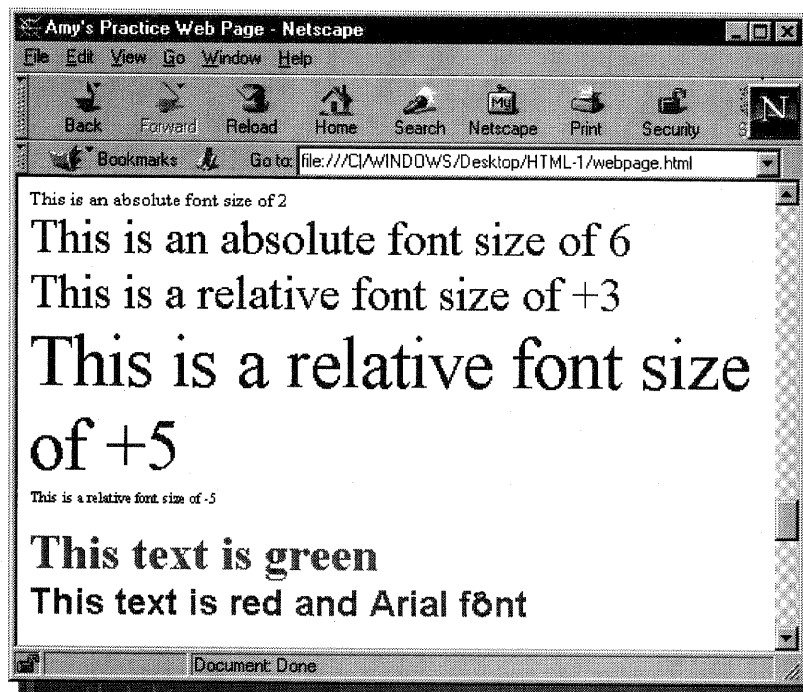 Amy's Practice Web Page - Netscape
File Edit View Go Window Help
Back Forward Reload Home Search Netscape Print Security
My
N
Bookmarks Go to: file:///C|/WINDOWS/Desktop/HTML-1/webpage.html
This is an absolute font size of 2
This is an absolute font size of 6
This is a relative font size of +3
This is a relative font size
of +5
This is a relative font size of -5
This text is green
This text is red and Arial font
Document: Done